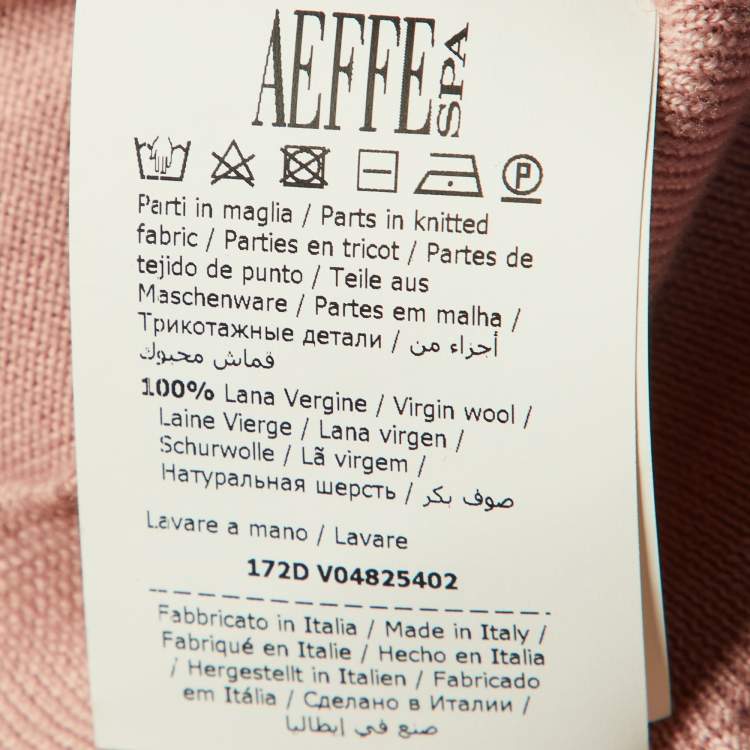 AEFFE SPA
P
Parti in maglia / Parts in knitted
fabric / Parties en tricot / Partes de
tejido de punto / Teile aus
Maschenware / Partes em malha /
Трикотажные детали / أجزاء من
قماش محبوك
100% Lana Vergine / Virgin wool /
Laine Vierge / Lana virgen /
Schurwolle / Lã virgem /
Натуральная шерсть / صوف بكر
Lavare a mano / Lavare
172D V04825402
Fabbricato in Italia / Made in Italy /
Fabriqué en Italie / Hecho en Italia
/ Hergestellt in Italien / Fabricado
em Itália / Сделано в Италии /
صنع في إيطاليا